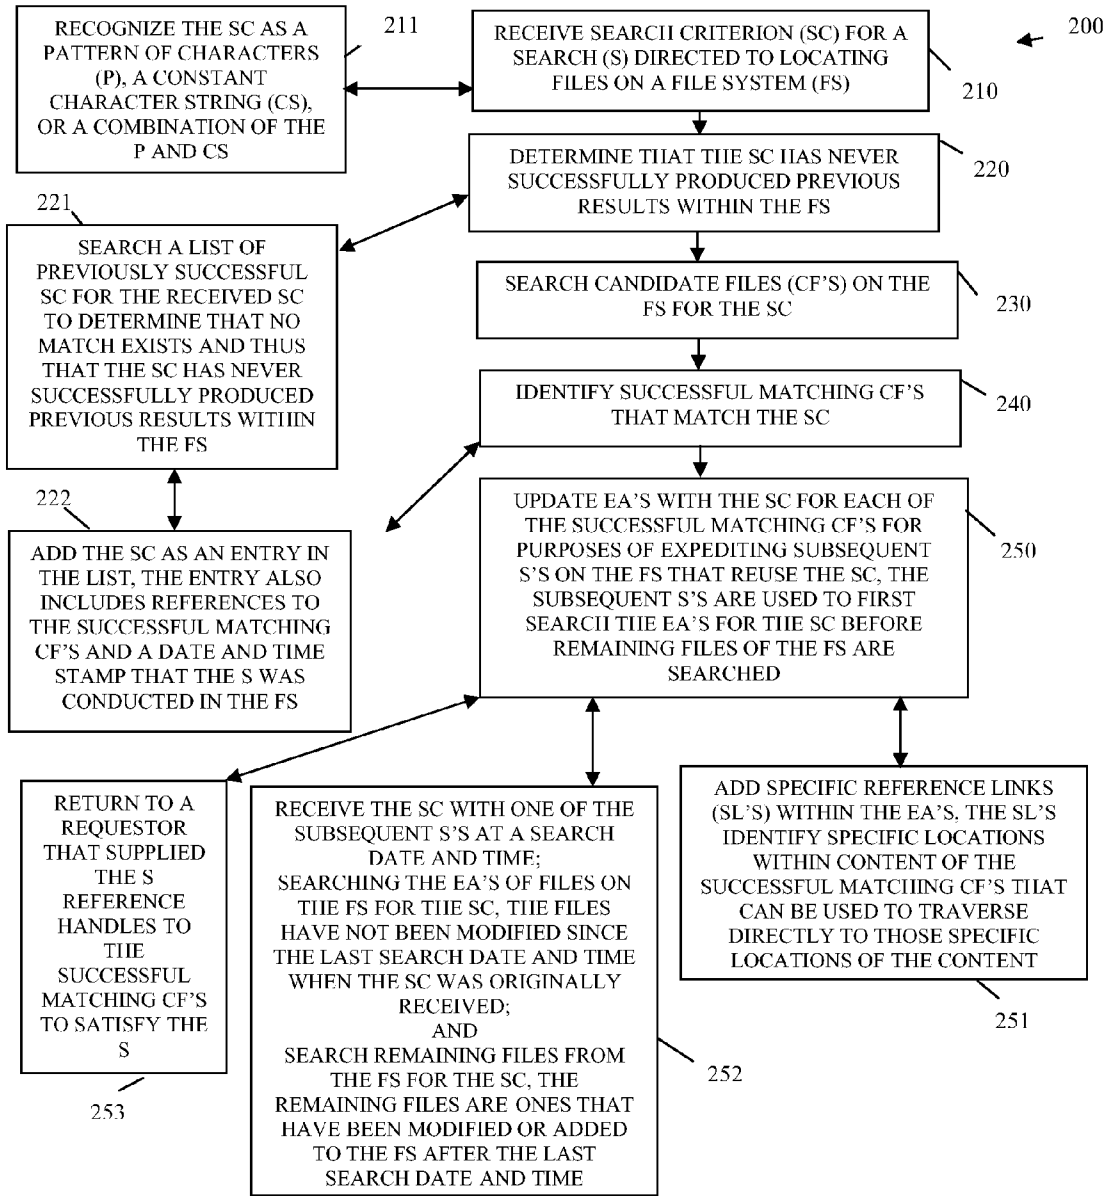 RECOGNIZE THE SC AS A
PATTERN OF CHARACTERS
(P), A CONSTANT
CHARACTER STRING (CS),
OR A COMBINATION OF THE
P AND CS
211
RECEIVE SEARCH CRITERION (SC) FOR A
SEARCH (S) DIRECTED TO LOCATING
FILES ON A FILE SYSTEM (FS)
200
210
DETERMINE THAT THE SC HAS NEVER
SUCCESSFULLY PRODUCED PREVIOUS
RESULTS WITHIN THE FS
220
221
SEARCH A LIST OF
PREVIOUSLY SUCCESSFUL
SC FOR THE RECEIVED SC
TO DETERMINE THAT NO
MATCH EXISTS AND THUS
THAT THE SC HAS NEVER
SUCCESSFULLY PRODUCED
PREVIOUS RESULTS WITHIN
THE FS
SEARCH CANDIDATE FILES (CF'S) ON THE
FS FOR THE SC
230
IDENTIFY SUCCESSFUL MATCHING CF'S
THAT MATCH THE SC
240
222
ADD THE SC AS AN ENTRY IN
THE LIST, THE ENTRY ALSO
INCLUDES REFERENCES TO
THE SUCCESSFUL MATCHING
CF'S AND A DATE AND TIME
STAMP THAT THE S WAS
CONDUCTED IN THE FS
UPDATE EA'S WITH THE SC FOR EACH OF
THE SUCCESSFUL MATCHING CF'S FOR
PURPOSES OF EXPEDITING SUBSEQUENT
S'S ON THE FS THAT REUSE THE SC, THE
SUBSEQUENT S'S ARE USED TO FIRST
SEARCH THE EA'S FOR THE SC BEFORE
REMAINING FILES OF THE FS ARE
SEARCHED
250
RETURN TO A
REQUESTOR
THAT SUPPLIED
THE S
REFERENCE
HANDLES TO
THE
SUCCESSFUL
MATCHING CF'S
TO SATISFY THE
S
253
RECEIVE THE SC WITH ONE OF THE
SUBSEQUENT S'S AT A SEARCH
DATE AND TIME;
SEARCHING THE EA'S OF FILES ON
THE FS FOR THE SC, THE FILES
HAVE NOT BEEN MODIFIED SINCE
THE LAST SEARCH DATE AND TIME
WHEN THE SC WAS ORIGINALLY
RECEIVED;
AND
SEARCH REMAINING FILES FROM
THE FS FOR THE SC, THE
REMAINING FILES ARE ONES THAT
HAVE BEEN MODIFIED OR ADDED
TO THE FS AFTER THE LAST
SEARCH DATE AND TIME
252
ADD SPECIFIC REFERENCE LINKS
(SL'S) WITHIN THE EA'S, THE SL'S
IDENTIFY SPECIFIC LOCATIONS
WITHIN CONTENT OF THE
SUCCESSFUL MATCHING CF'S THAT
CAN BE USED TO TRAVERSE
DIRECTLY TO THOSE SPECIFIC
LOCATIONS OF THE CONTENT
251